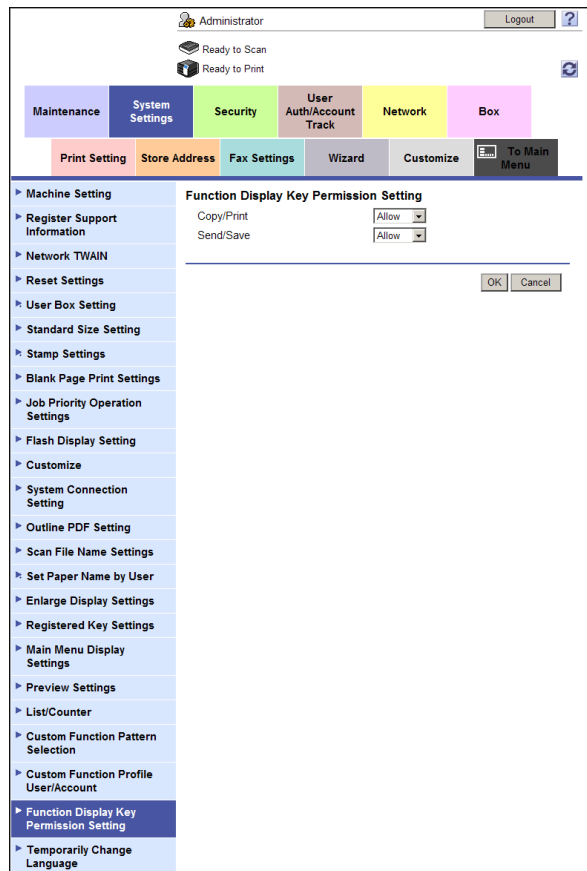 Administrator
Logout
?
Ready to Scan
Ready to Print
Maintenance
System
Settings
Security
User
Auth/Account
Track
Network
Box
Print Setting
Store Address
Fax Settings
Wizard
Customize
To Main
Menu
Machine Setting
Register Support
Information
Network TWAIN
Reset Settings
User Box Setting
Standard Size Setting
Stamp Settings
Blank Page Print Settings
Job Priority Operation
Settings
Flash Display Setting
Customize
System Connection
Setting
Outline PDF Setting
Scan File Name Settings
Set Paper Name by User
Enlarge Display Settings
Registered Key Settings
Main Menu Display
Settings
Preview Settings
List/Counter
Custom Function Pattern
Selection
Custom Function Profile
User/Account
Function Display Key
Permission Setting
Temporarily Change
Language
Function Display Key Permission Setting
Copy/Print Allow
Send/Save Allow
OK Cancel